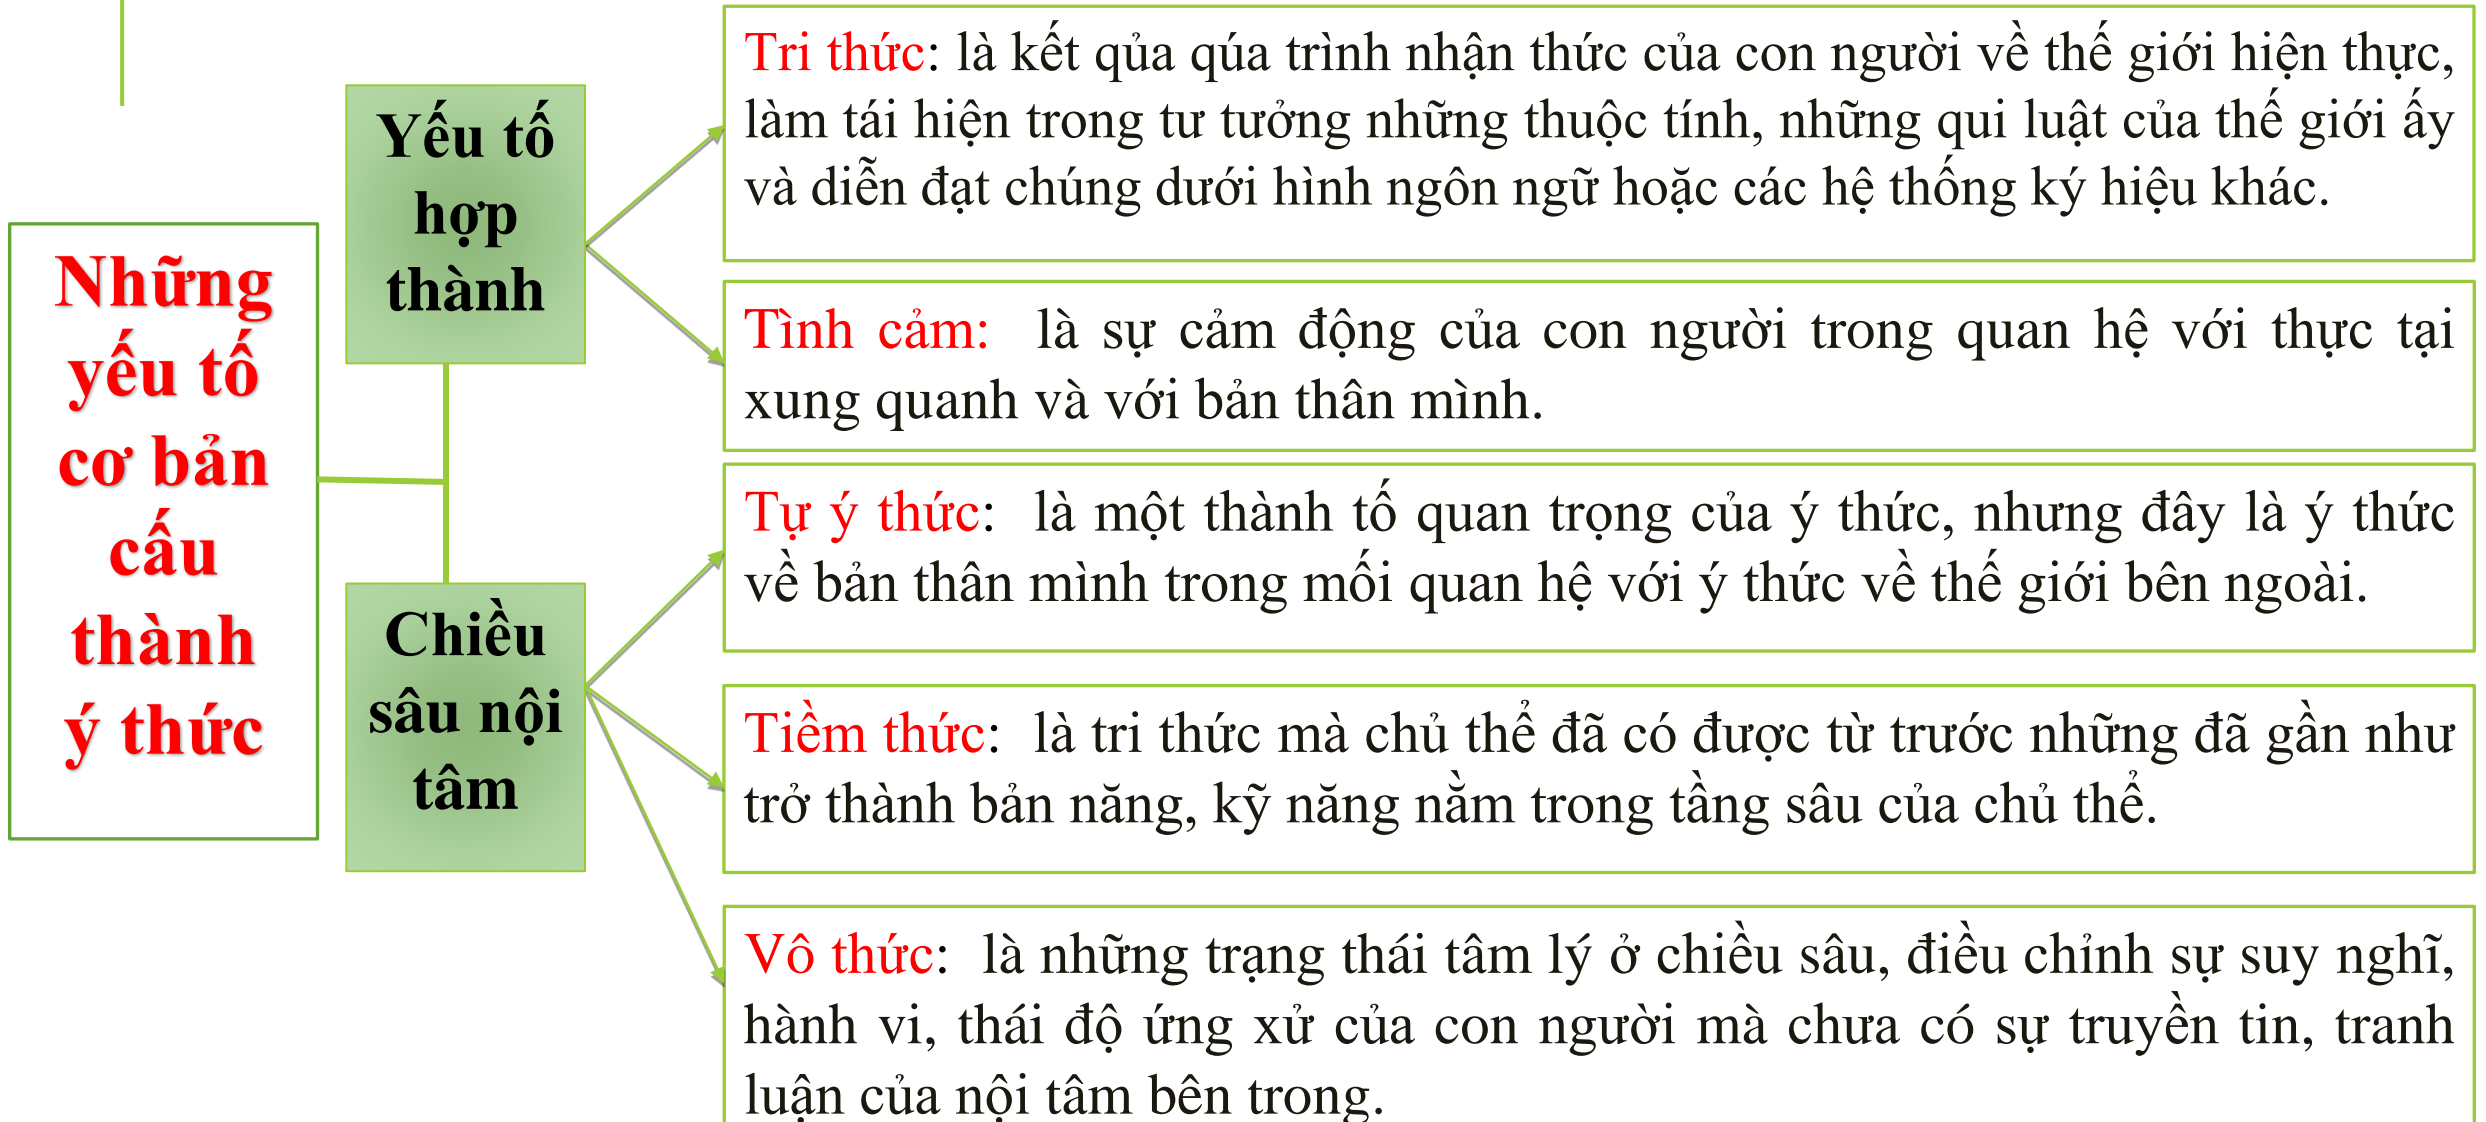 Những
yếu tố
cơ bản
cấu
thành
ý thức
Yếu tố
hợp
thành
Chiều
sâu nội
tâm
Tri thức: là kết qủa qúa trình nhận thức của con người về thế giới hiện thực,
làm tái hiện trong tư tưởng những thuộc tính, những qui luật của thế giới ấy
và diễn đạt chúng dưới hình ngôn ngữ hoặc các hệ thống ký hiệu khác.
Tình cảm: là sự cảm động của con người trong quan hệ với thực tại
xung quanh và với bản thân mình.
Tự ý thức: là một thành tố quan trọng của ý thức, nhưng đây là ý thức
về bản thân mình trong mối quan hệ với ý thức về thế giới bên ngoài.
Tiềm thức: là tri thức mà chủ thể đã có được từ trước những đã gần như
trở thành bản năng, kỹ năng nằm trong tầng sâu của chủ thể.
Vô thức: là những trạng thái tâm lý ở chiều sâu, điều chỉnh sự suy nghĩ,
hành vi, thái độ ứng xử của con người mà chưa có sự truyền tin, tranh
luận của nội tâm bên trong.